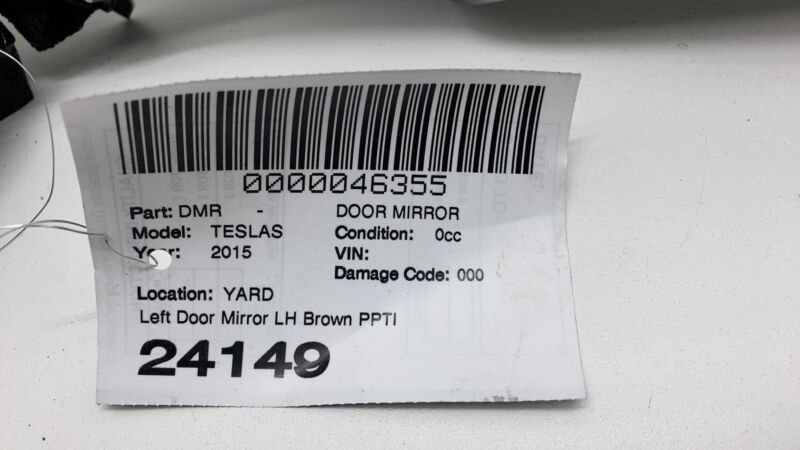 0000046355
Part: DMR - DOOR MIRROR
Model: TESLAS Condition: 0cc
Year: 2015 VIN:
Damage Code: 000
Location: YARD
Left Door Mirror LH Brown PPTI
24149